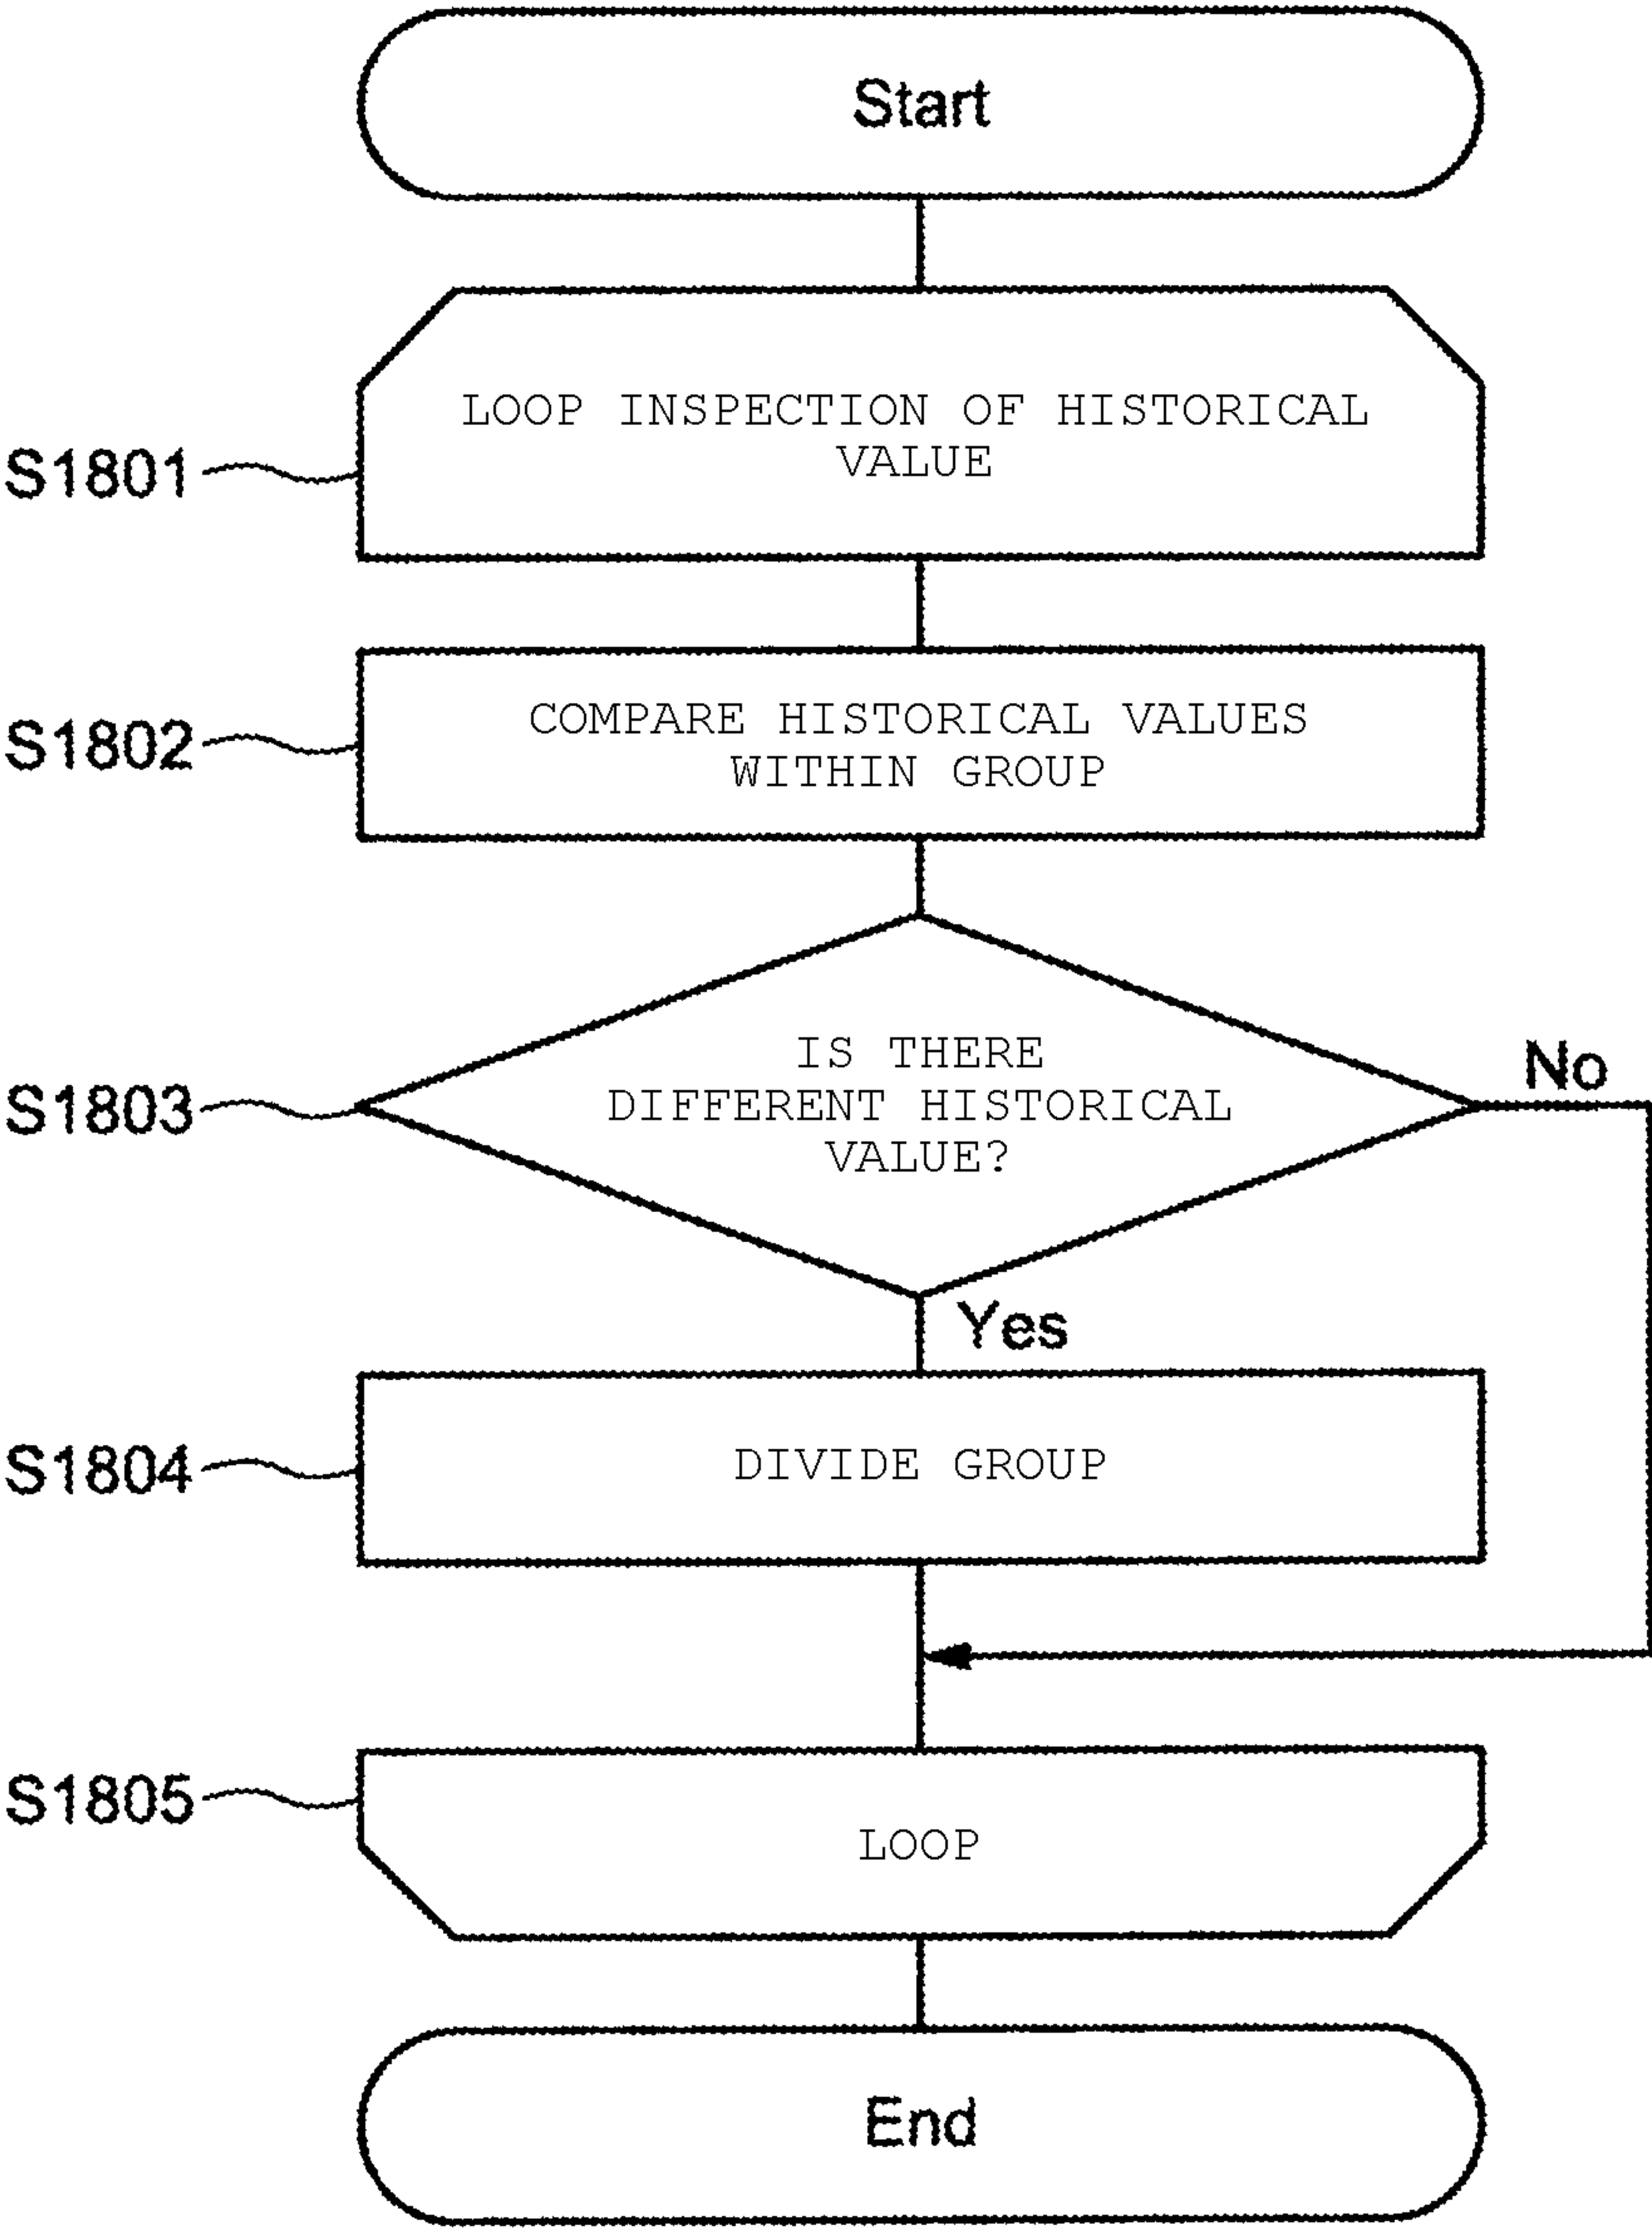 Start
LOOP INSPECTION OF HISTORICAL
VALUE
S1801
COMPARE HISTORICAL VALUES
WITHIN GROUP
S1802
IS THERE
DIFFERENT HISTORICAL
VALUE?
S1803
No
Yes
DIVIDE GROUP
S1804
S1805
LOOP
End